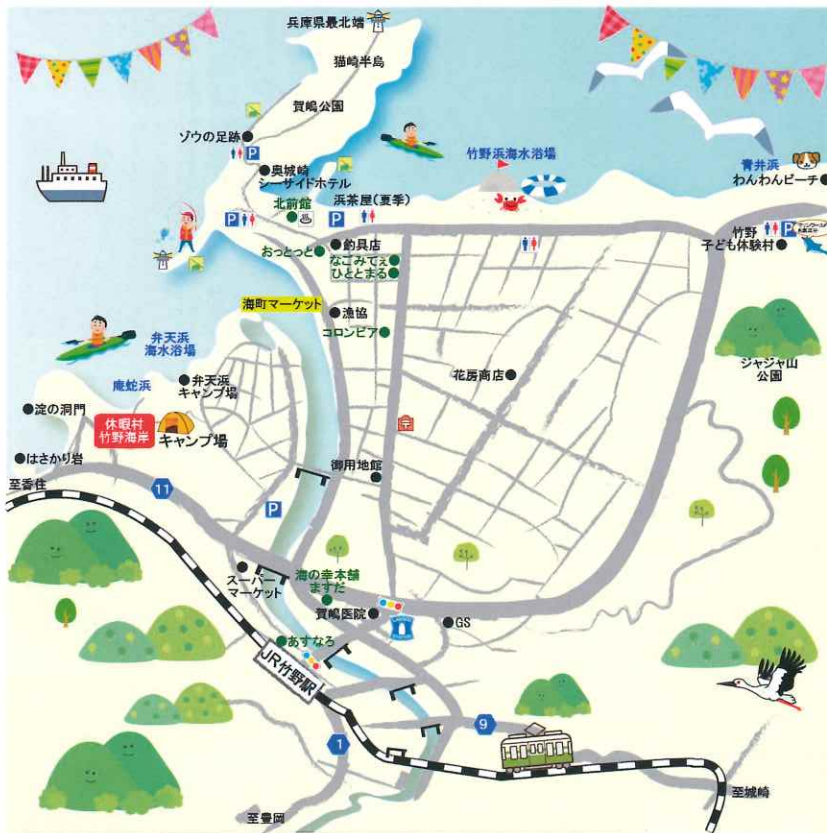 兵庫県最北端
猫崎半島
賀嶋公園
ゾウの足跡
P
奥城崎
シーサイドホテル
竹野浜海水浴場
青井浜
わんわんビーチ
浜茶屋(夏季)
北前館
P
P
釣具店
おっとっと
なごみてぇ
ひととまる
竹野
子ども体験村
P
海町マーケット
漁協
コロンビア
弁天浜
海水浴場
ジャジャ山
公園
庵蛇浜
弁天浜
キャンプ場
花房商店
淀の洞門
休暇村
竹野海岸
キャンプ場
はさかり岩
御用地館
至香住
11
P
スーパー
マーケット
海の幸本舗
ますだ
賀嶋医院
GS
あすなろ
JR竹野駅
9
1
至城崎
至豊岡